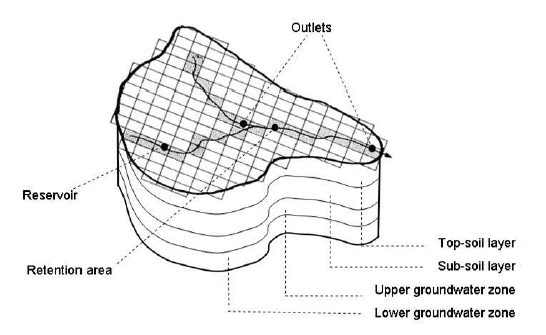 Outlets
Reservoir
Retention area
Top-soil layer
Sub-soil layer
Upper groundwater zone
Lower groundwater zone